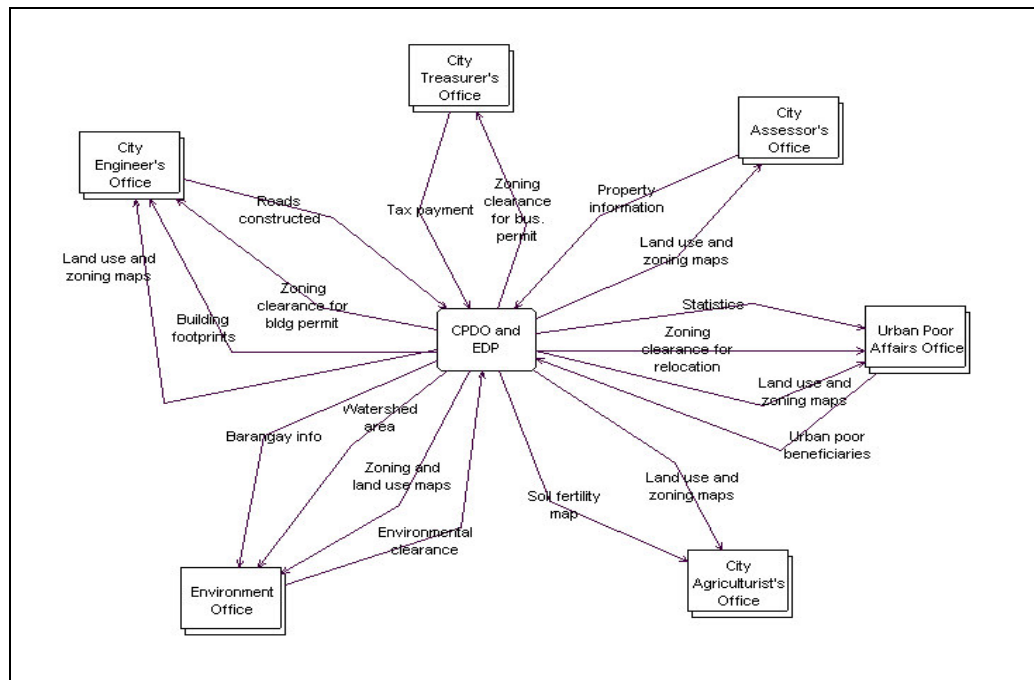 City
Treasurer's
Office
City
Assessor's
Office
City
Engineer's
Office
Roads
constructed
Tax payment
Zoning
clearance
for bus.
permit
Property
information
Land use and
zoning maps
Land use and
zoning maps
Building
footprints
Zoning
clearance for
bldg permit
CPDO and
EDP
Statistics
Zoning
clearance for
relocation
Urban Poor
Affairs Office
Land use and
zoning maps
Urban poor
beneficiaries
Barangay info
Watershed
area
Zoning and
land use maps
Environmental
clearance
Soil fertility
map
Land use and
zoning maps
Environment
Office
City
Agriculturist's
Office